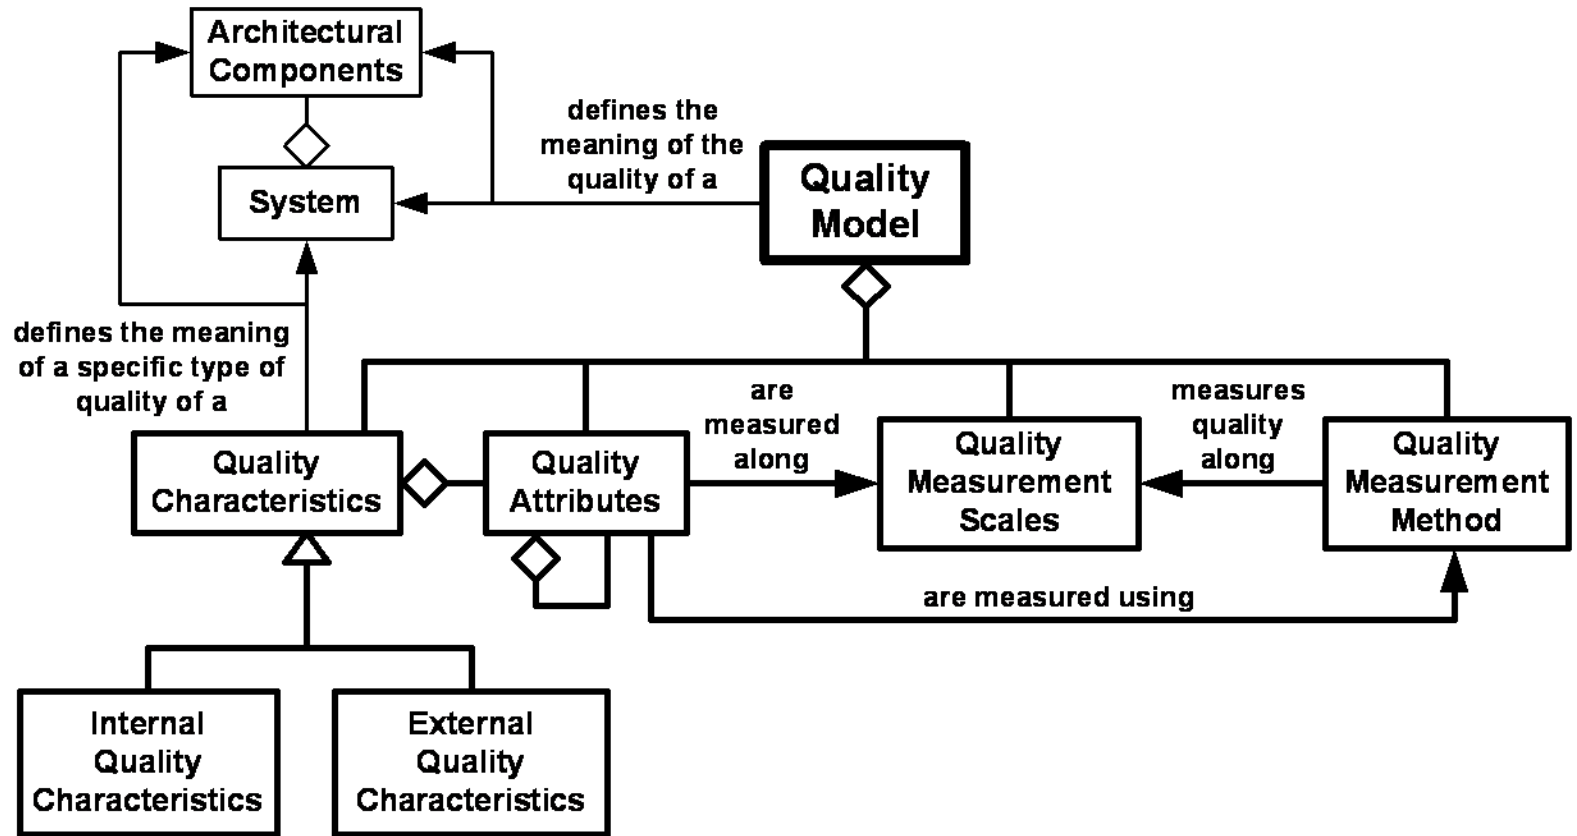 Architectural
Components
defines the
meaning of the
quality of a
Quality
Model
System
defines the meaning
of a specific type of
quality of a
are
measured
along
measures
quality
along
Quality
Characteristics
Quality
Attributes
Quality
Measurement
Scales
Quality
Measurement
Method
are measured using
Internal
Quality
Characteristics
External
Quality
Characteristics